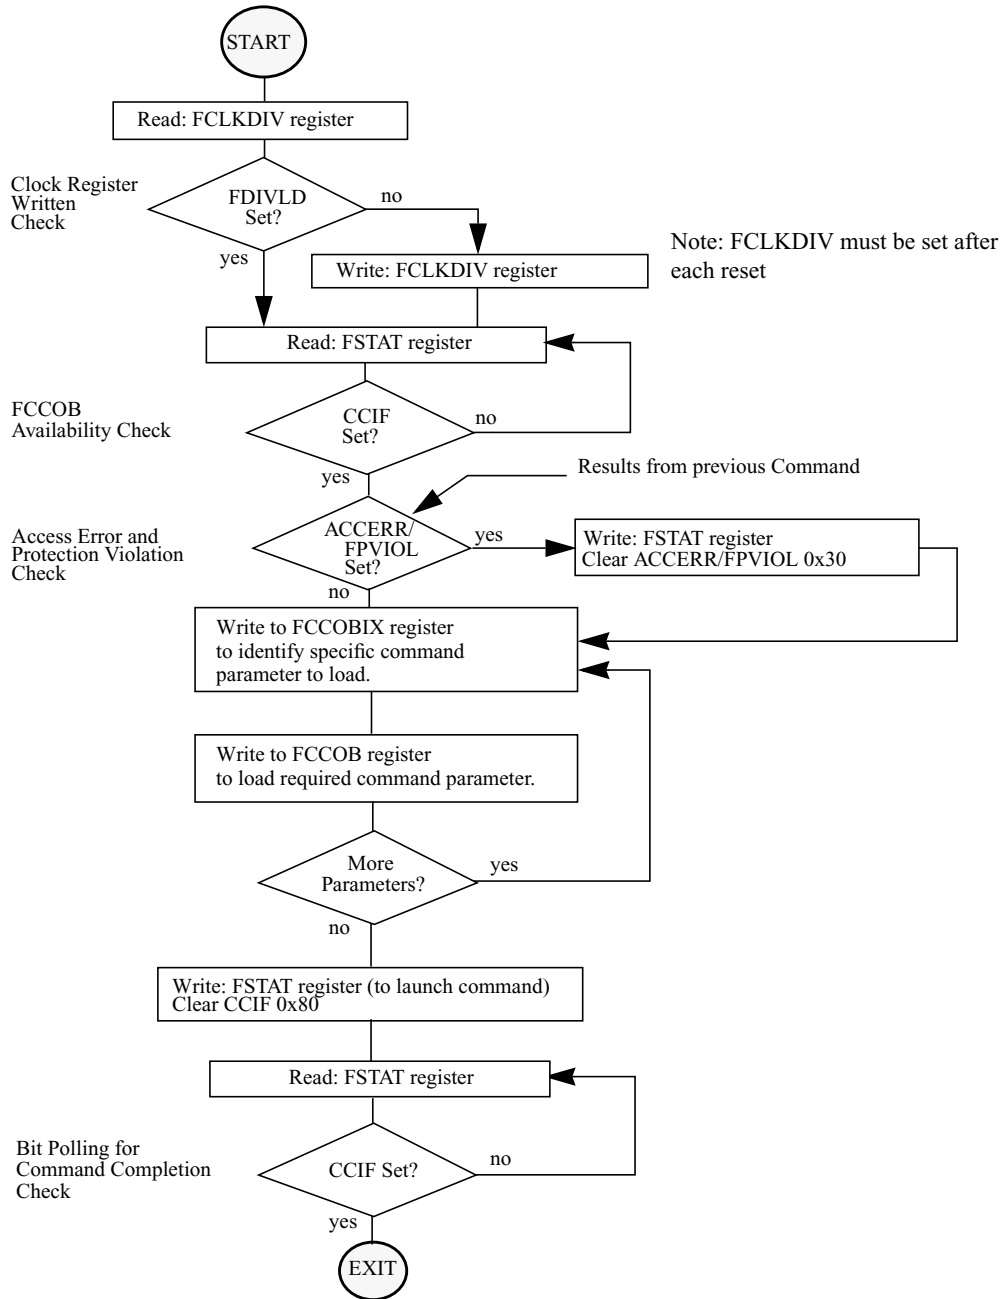 START
Read: FCLKDIV register
Clock Register
Written
Check
FDIVLD
Set?
no
yes
Write: FCLKDIV register
Note: FCLKDIV must be set after
each reset
Read: FSTAT register
FCCOB
Availability Check
CCIF
Set?
no
yes
Results from previous Command
Access Error and
Protection Violation
Check
ACCERR/
FPVIOL
Set?
yes
no
Write: FSTAT register
Clear ACCERR/FPVIOL 0x30
Write to FCCOBIX register
to identify specific command
parameter to load.
Write to FCCOB register
to load required command parameter.
More
Parameters?
yes
no
Write: FSTAT register (to launch command)
Clear CCIF 0x80
Read: FSTAT register
Bit Polling for
Command Completion
Check
CCIF Set?
no
yes
EXIT